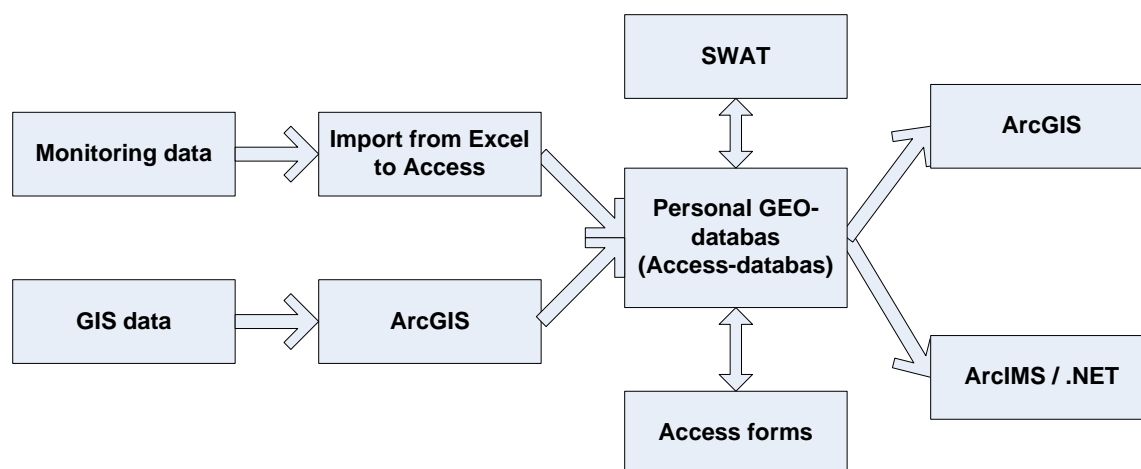 SWAT
Monitoring data
Import from Excel
to Access
ArcGIS
Personal GEO-
databas
(Access-databas)
GIS data
ArcGIS
ArcIMS / .NET
Access forms